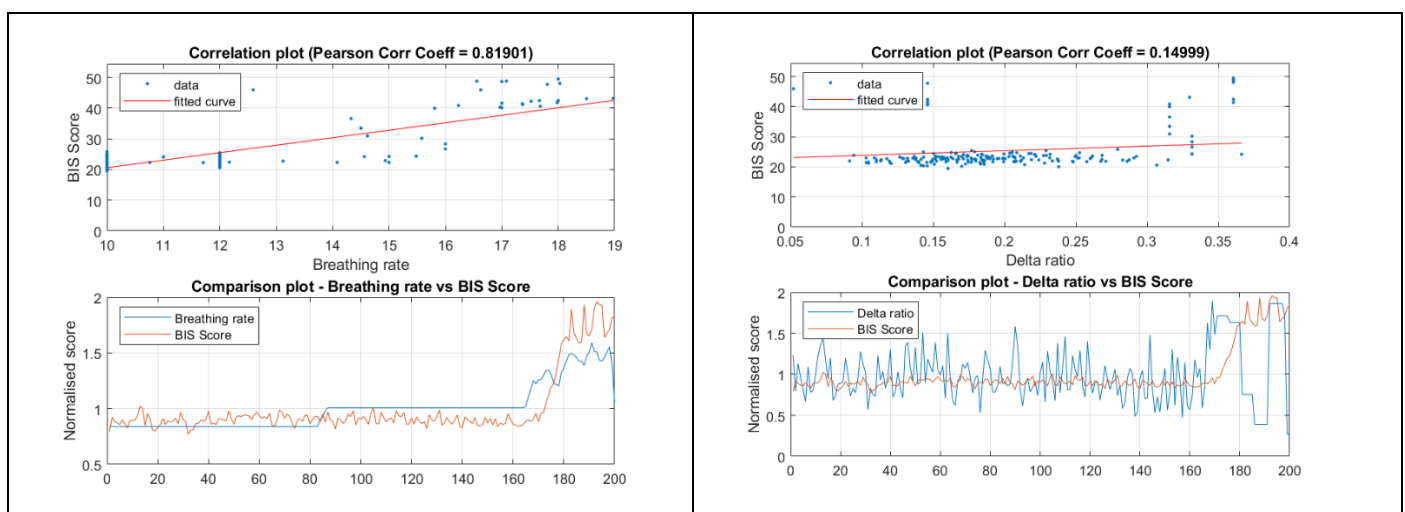 Correlation plot (Pearson Corr Coeff = 0.81901)
data
fitted curve
BIS Score
50
40
30
20
10
0
10 11 12 13 14 15 16 17 18 19
Breathing rate
Comparison plot - Breathing rate vs BIS Score
Breathing rate
BIS Score
Normalised score
2
1.5
1
0.5
0 20 40 60 80 100 120 140 160 180 200
Correlation plot (Pearson Corr Coeff = 0.14999)
data
fitted curve
BIS Score
50
40
30
20
10
0
0.05 0.1 0.15 0.2 0.25 0.3 0.35 0.4
Delta ratio
Comparison plot - Delta ratio vs BIS Score
Delta ratio
BIS Score
Normalised score
2
1.5
1
0.5
0
0 20 40 60 80 100 120 140 160 180 200